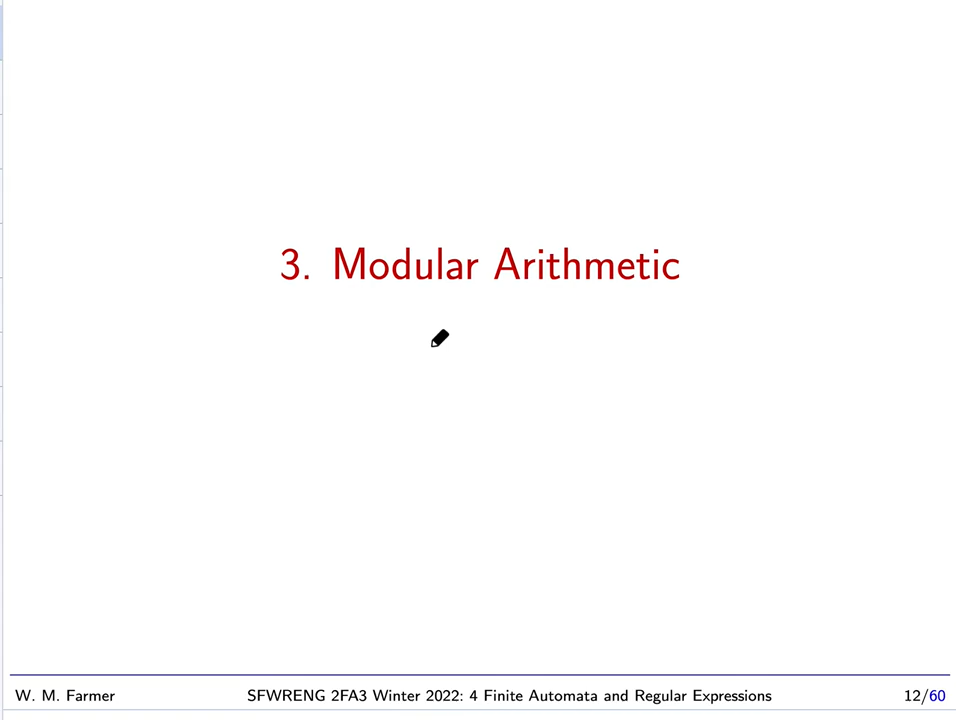 3. Modular Arithmetic
W. M. Farmer
SFWRENG 2FA3 Winter 2022: 4 Finite Automata and Regular Expressions
12/60